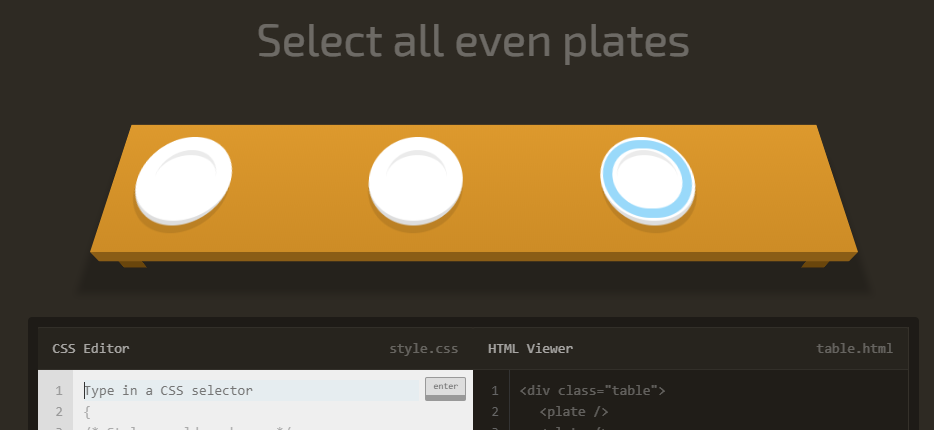 Select all even plates
CSS Editor style.css HTML Viewer table.html
1 Type in a CSS selector enter
2 {
1 <div class="table">
2 <plate />